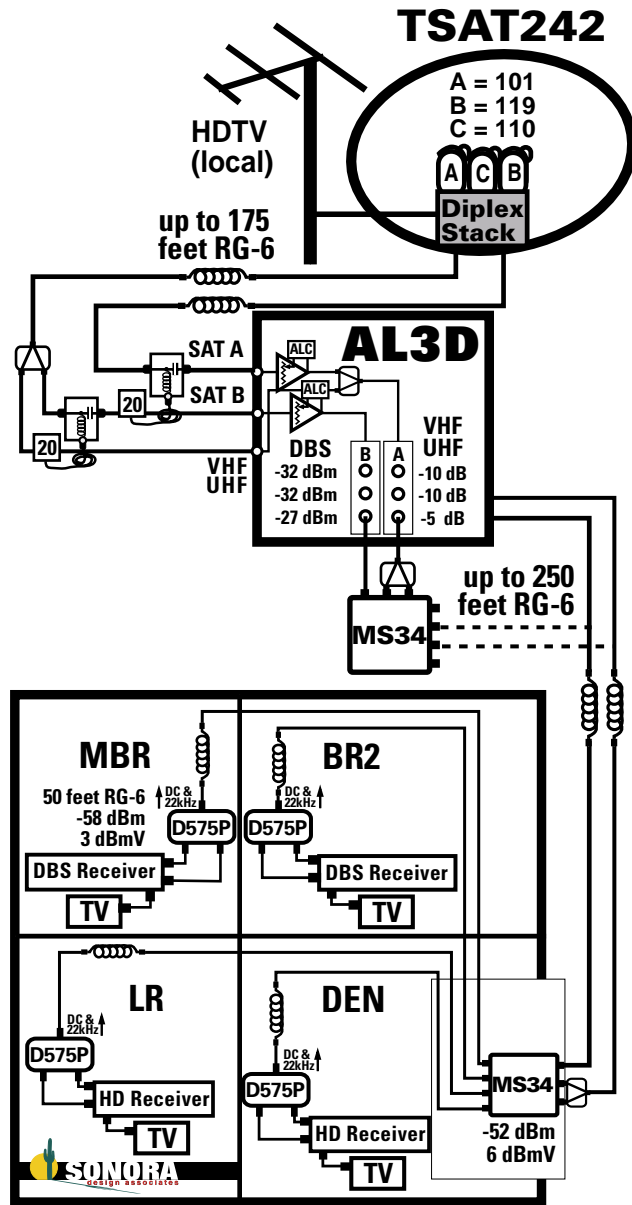 TSAT242
A = 101
B = 119
C = 110
HDTV
(local)
A
C
B
Diplex
Stack
up to 175
feet RG-6
AL3D
SAT A
ALC
SAT B
ALC
20
20
VHF
UHF
DBS
-32 dBm
-32 dBm
-27 dBm
B
A
VHF
UHF
-10 dB
-10 dB
-5 dB
up to 250
feet RG-6
MS34
MBR
50 feet RG-6
-58 dBm
3 dBmV
DC &
22kHz
D575P
DBS Receiver
TV
BR2
DC &
22kHz
D575P
DBS Receiver
TV
LR
DC &
22kHz
D575P
HD Receiver
TV
DEN
DC &
22kHz
D575P
HD Receiver
TV
MS34
-52 dBm
6 dBmV
SONORA
design associates